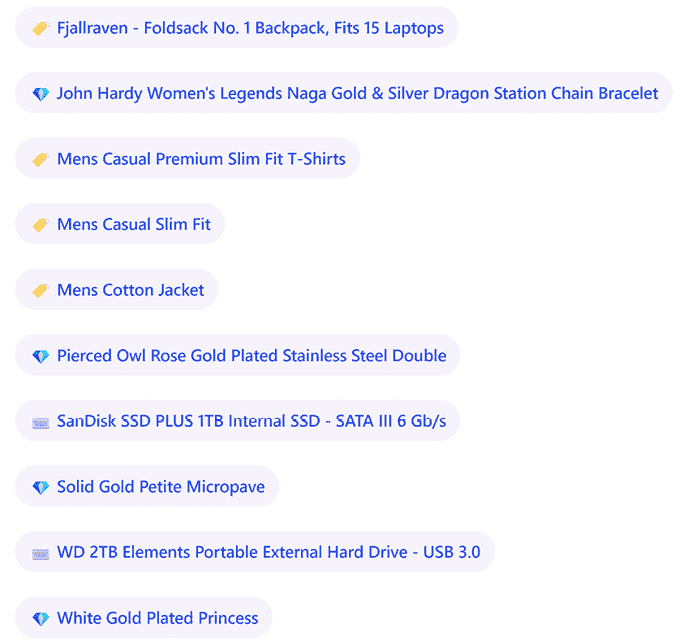 Fjallraven - Foldsack No. 1 Backpack, Fits 15 Laptops
John Hardy Women's Legends Naga Gold & Silver Dragon Station Chain Bracelet
Mens Casual Premium Slim Fit T-Shirts
Mens Casual Slim Fit
Mens Cotton Jacket
Pierced Owl Rose Gold Plated Stainless Steel Double
SanDisk SSD PLUS 1TB Internal SSD - SATA III 6 Gb/s
Solid Gold Petite Micropave
WD 2TB Elements Portable External Hard Drive - USB 3.0
White Gold Plated Princess